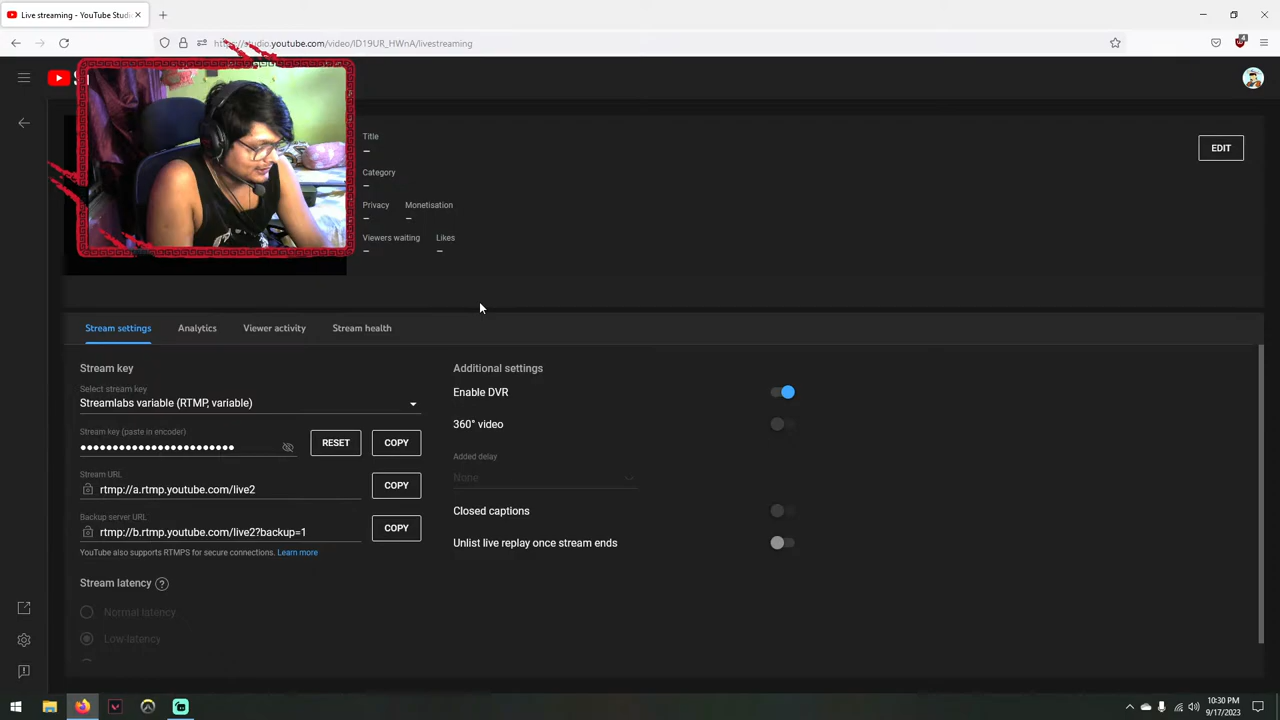 Live streaming - YouTube Studi
https://studio.youtube.com/video/ID19UR_HWnA/livestreaming
4
S
Title
–
EDIT
Category
–
Privacy Monetisation
– –
Viewers waiting Likes
– –
Stream settings Analytics Viewer activity Stream health
Stream key
Additional settings
Select stream key
Streamlabs variable (RTMP, variable)
Enable DVR
360° video
Stream key (paste in encoder)
••••••••••••••••••••••••
RESET COPY
Added delay
None
Stream URL
rtmp://a.rtmp.youtube.com/live2
COPY
Closed captions
Backup server URL
rtmp://b.rtmp.youtube.com/live2?backup=1
COPY
Unlist live replay once stream ends
YouTube also supports RTMPS for secure connections. Learn more
Stream latency ?
Normal latency
Low-latency
10:30 PM
9/17/2023